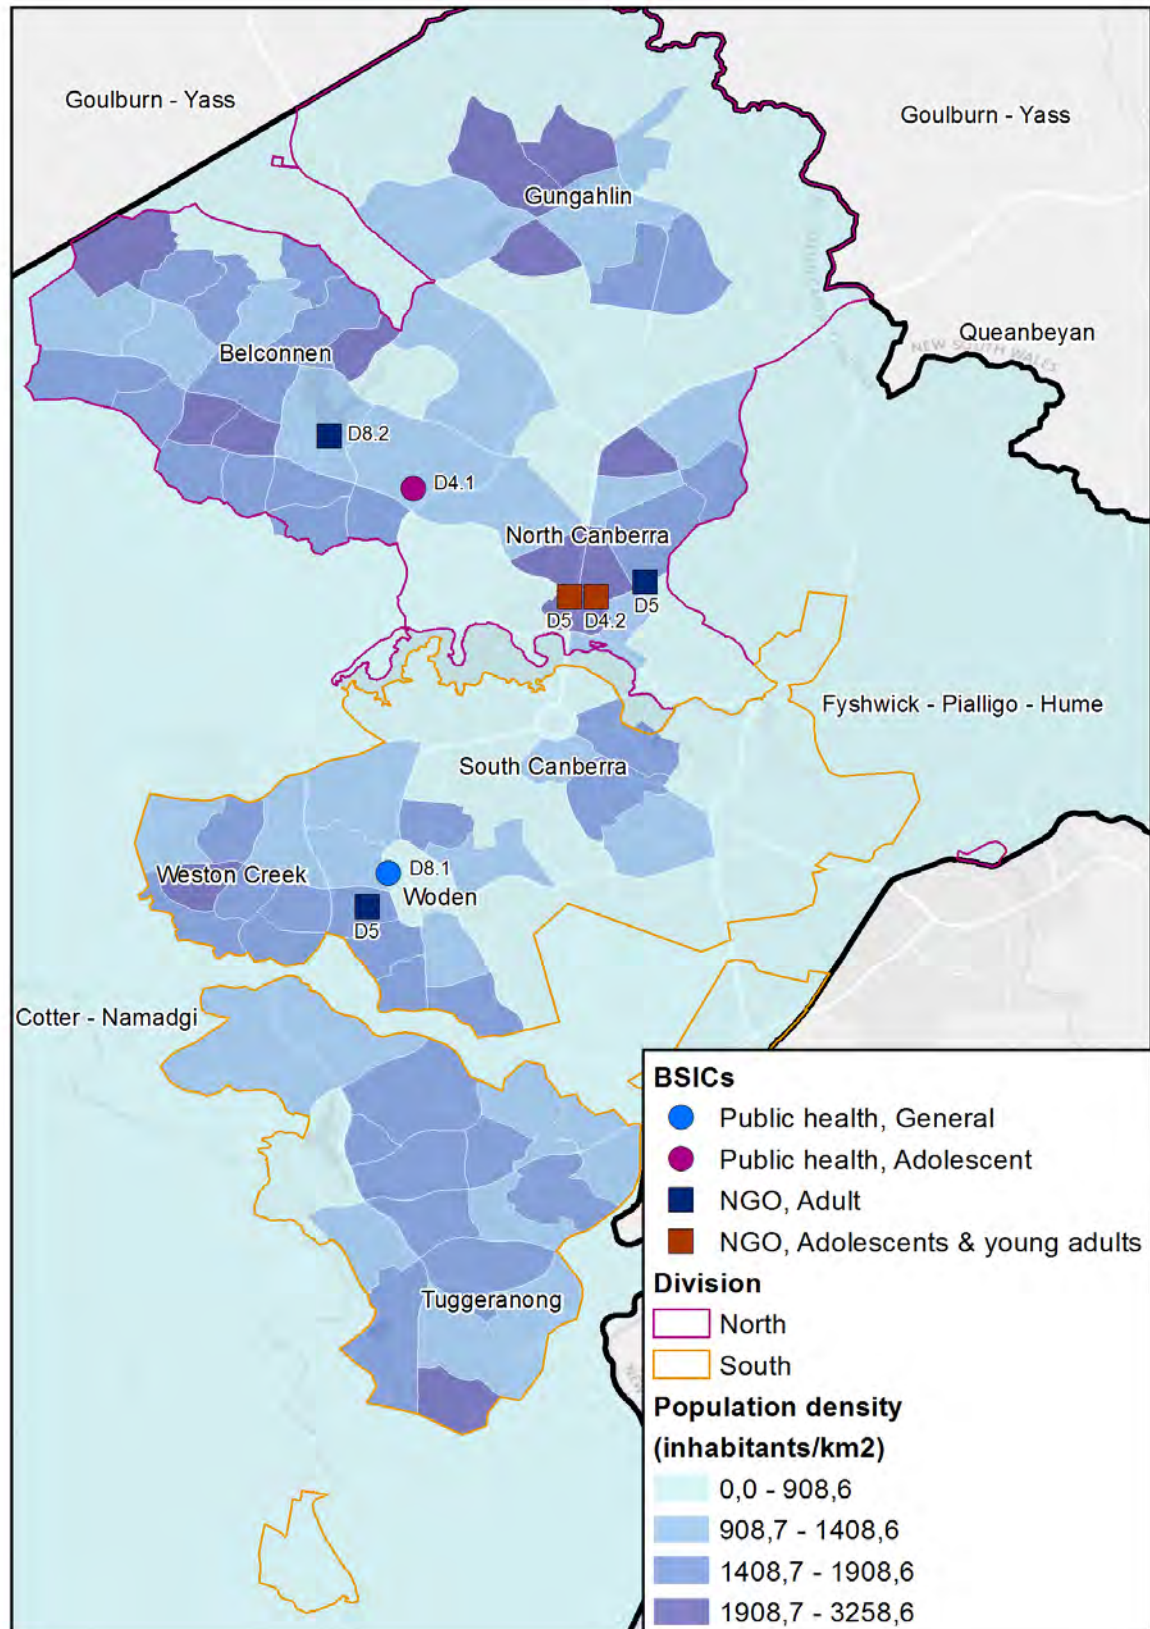 Goulburn - Yass
Goulburn - Yass
Gungahlin
Queanbeyan
NEW SOUTH WALES
Belconnen
D8.2
D4.1
North Canberra
D5
D4.2
D5
Fyshwick - Pialligo - Hume
South Canberra
Weston Creek
D8.1
Woden
D5
Cotter - Namadgi
Tuggeranong
BSICs
Public health, General
Public health, Adolescent
NGO, Adult
NGO, Adolescents & young adults
Division
North
South
Population density
(inhabitants/km2)
0,0 - 908,6
908,7 - 1408,6
1408,7 - 1908,6
1908,7 - 3258,6